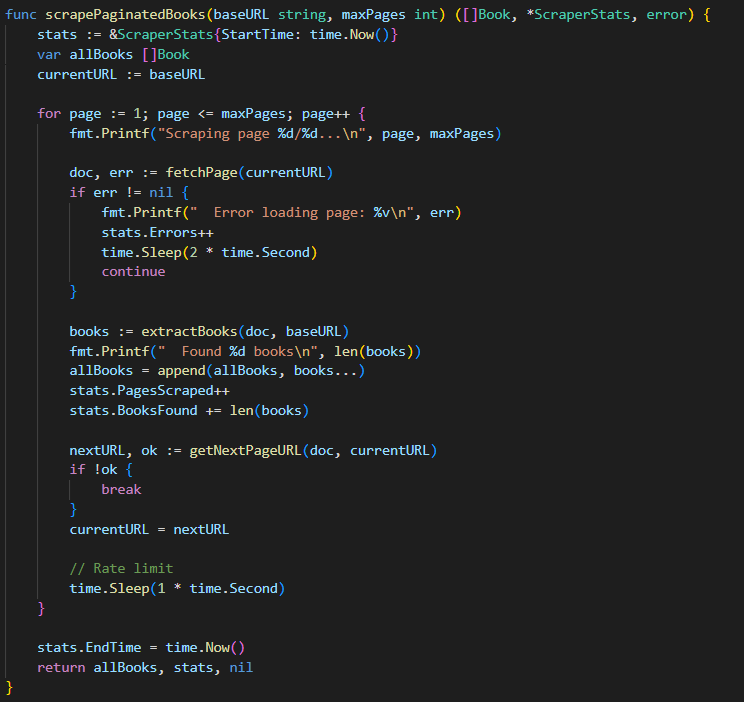 func scrapePaginatedBooks(baseURL string, maxPages int) ([]Book, *ScraperStats, error) {
    stats := &ScraperStats{StartTime: time.Now()}
    var allBooks []Book
    currentURL := baseURL

    for page := 1; page <= maxPages; page++ {
        fmt.Printf("Scraping page %d/%d...\n", page, maxPages)

        doc, err := fetchPage(currentURL)
        if err != nil {
            fmt.Printf("  Error loading page: %v\n", err)
            stats.Errors++
            time.Sleep(2 * time.Second)
            continue
        }

        books := extractBooks(doc, baseURL)
        fmt.Printf("  Found %d books\n", len(books))
        allBooks = append(allBooks, books...)
        stats.PagesScraped++
        stats.BooksFound += len(books)

        nextURL, ok := getNextPageURL(doc, currentURL)
        if !ok {
            break
        }
        currentURL = nextURL

        // Rate limit
        time.Sleep(1 * time.Second)
    }

    stats.EndTime = time.Now()
    return allBooks, stats, nil
}